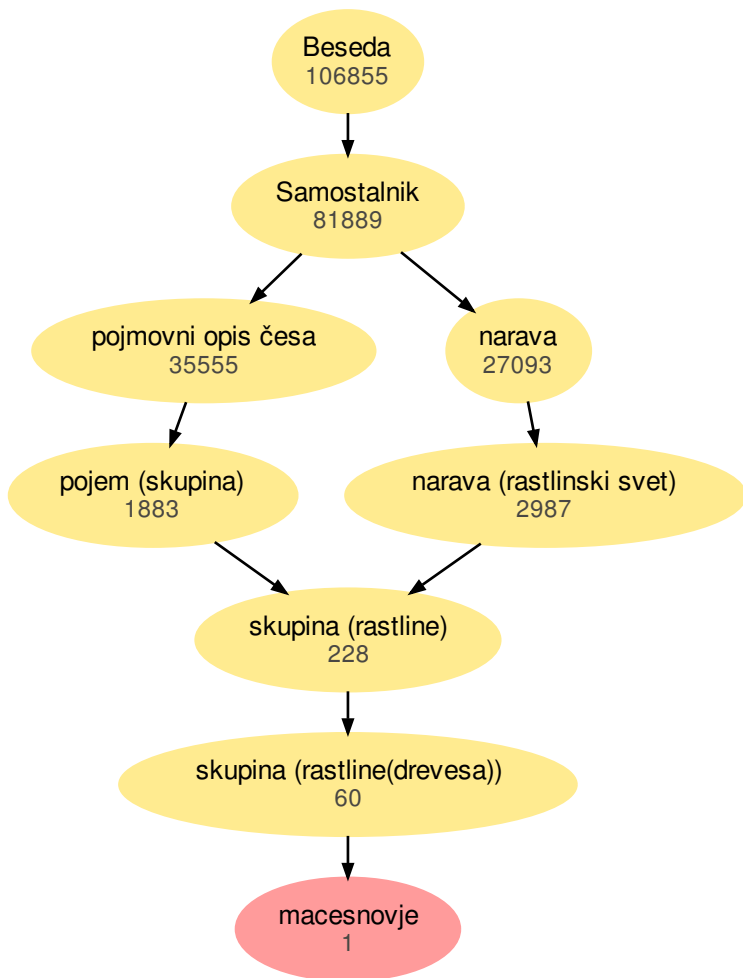 Beseda
106855
Samostalnik
81889
pojmovni opis česa
35555
narava
27093
pojem (skupina)
1883
narava (rastlinski svet)
2987
skupina (rastline)
228
skupina (rastline(drevesa))
60
macesnovje
1